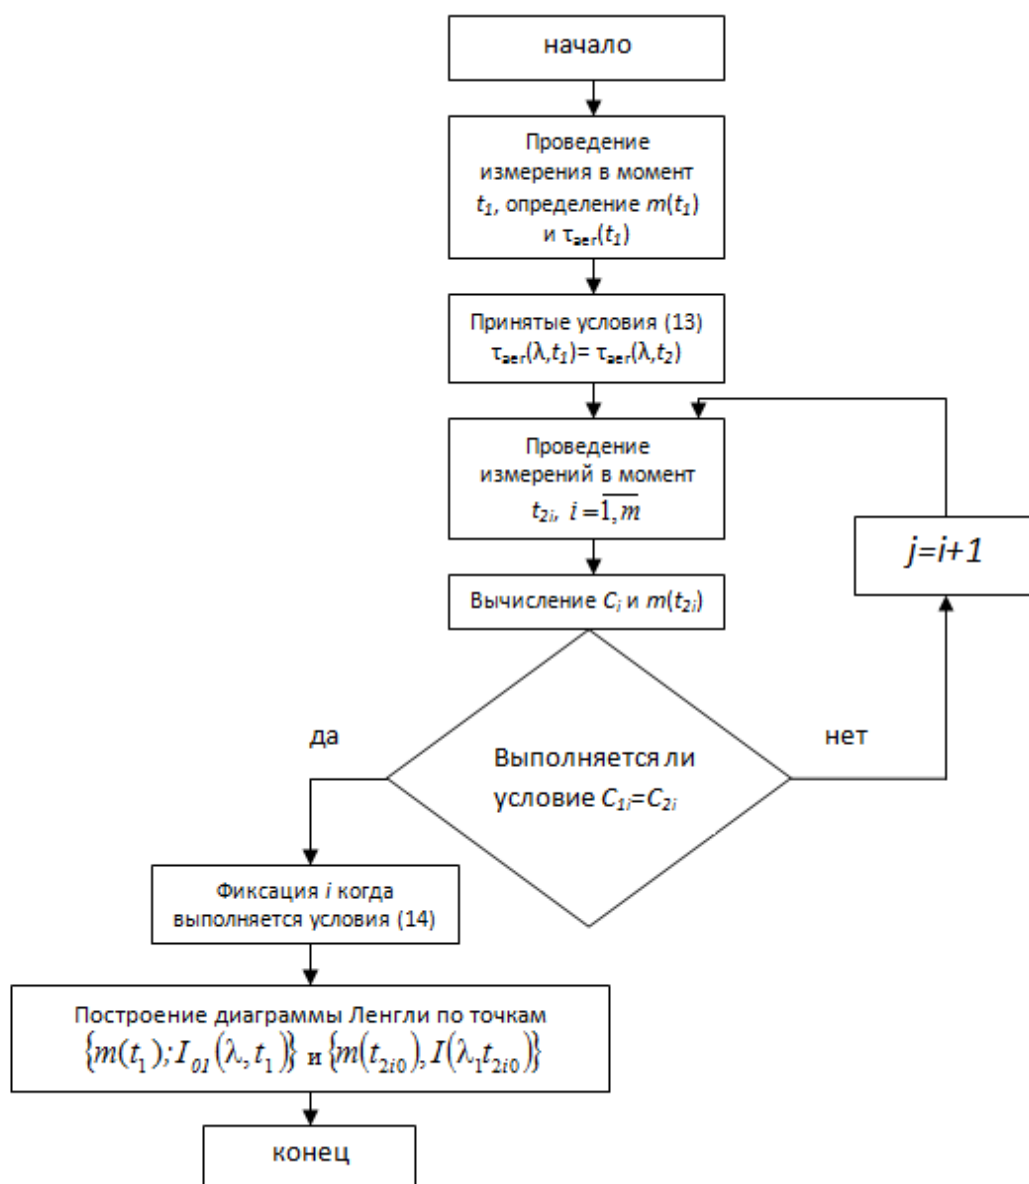 начало
Проведение
измерения в момент
t₁, определение m(t₁)
и τₐₑᵣ(t₁)
Принятые условия (13)
τₐₑᵣ(λ,t₁)= τₐₑᵣ(λ,t₂)
Проведение
измерений в момент
t₂ᵢ, i =1,m
j=i+1
Вычисление Cᵢ и m(t₂ᵢ)
да
нет
Выполняется ли
условие C₁ᵢ=C₂ᵢ
Фиксация i когда
выполняется условия (14)
Построение диаграммы Ленгли по точкам
{m(t₁);I₀₁(λ,t₁)} и {m(t₂ᵢ₀),I(λ₁t₂ᵢ₀)}
конец